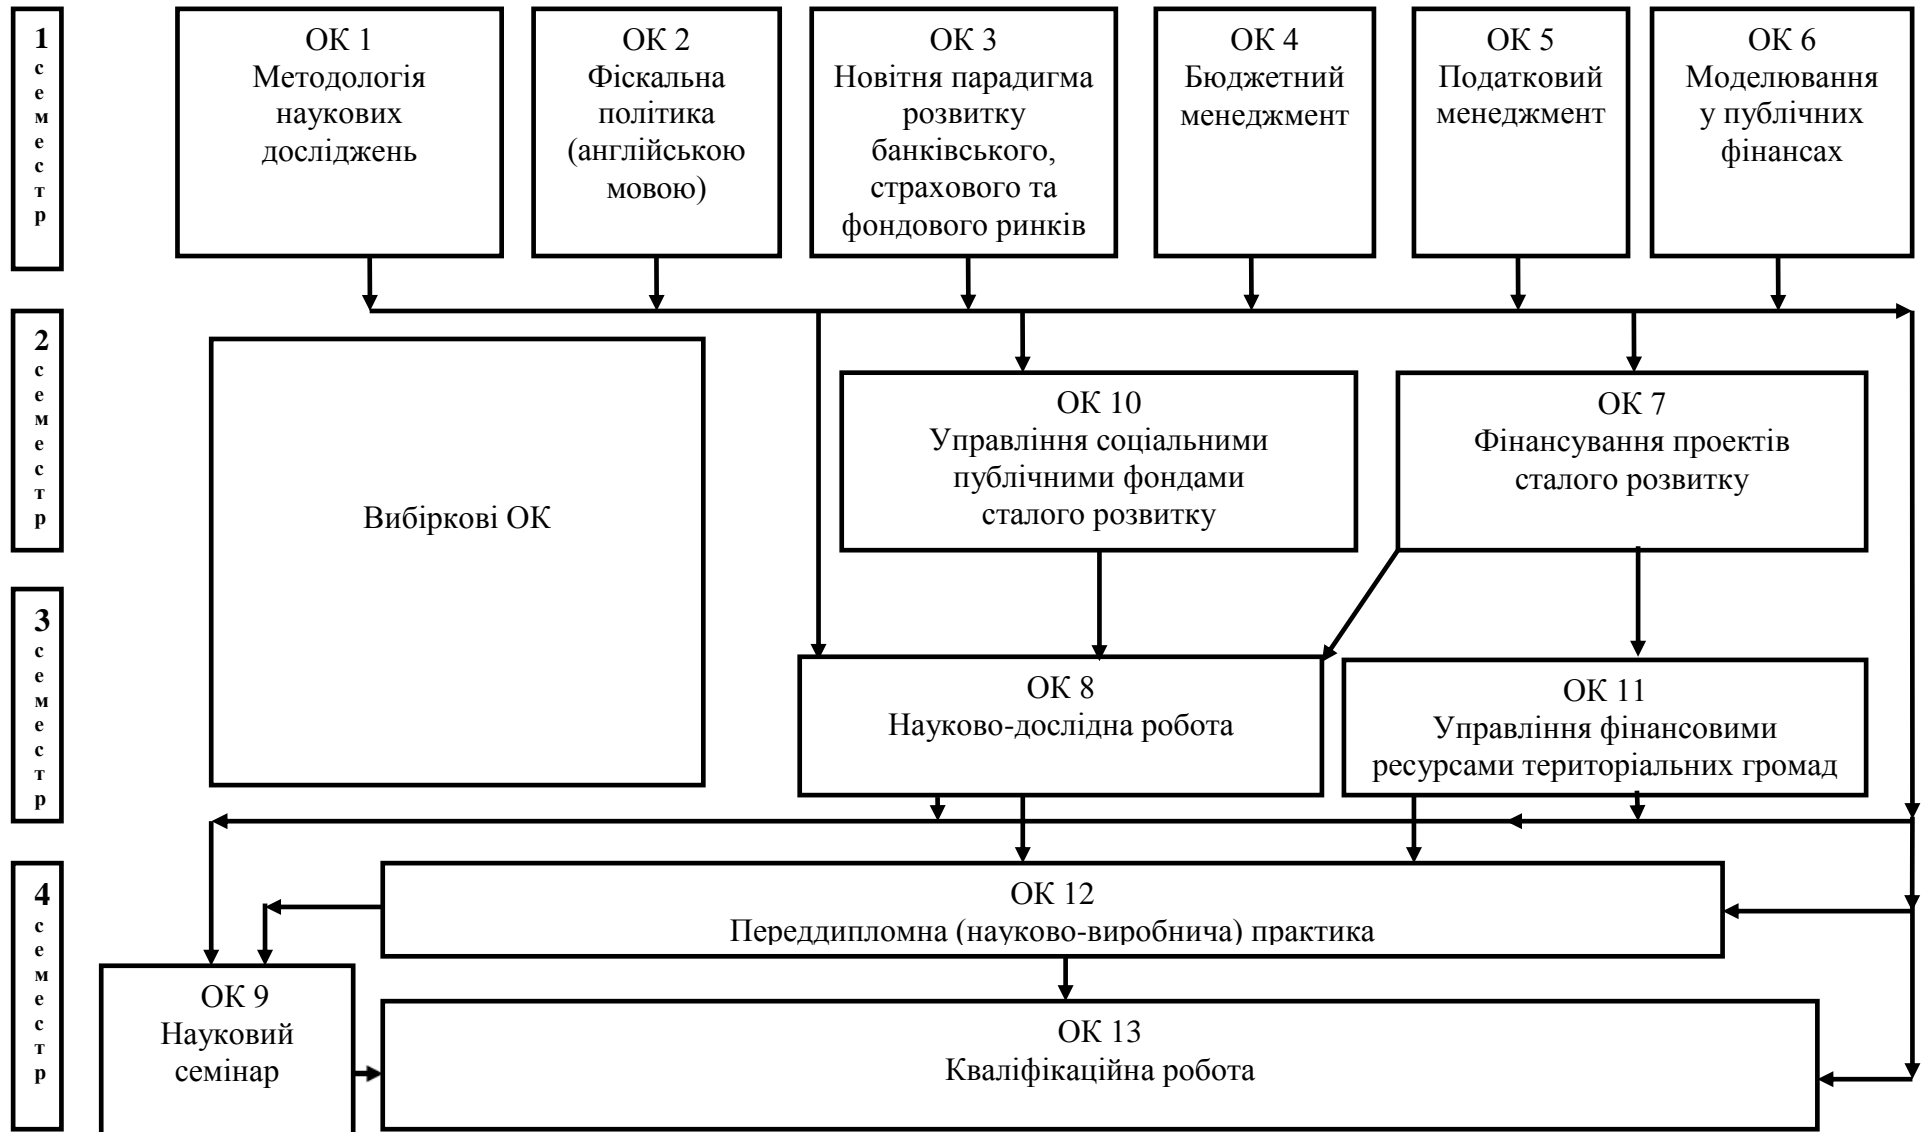 1
с
е
м
е
с
т
р
ОК 1
Методологія
наукових
досліджень
ОК 2
Фіскальна
політика
(англійською
мовою)
ОК 3
Новітня парадигма
розвитку
банківського,
страхового та
фондового ринків
ОК 4
Бюджетний
менеджмент
ОК 5
Податковий
менеджмент
ОК 6
Моделювання
у публічних
фінансах
2
с
е
м
е
с
т
р
Вибіркові ОК
ОК 10
Управління соціальними
публічними фондами
сталого розвитку
ОК 7
Фінансування проектів
сталого розвитку
3
с
е
м
е
с
т
р
ОК 8
Науково-дослідна робота
ОК 11
Управління фінансовими
ресурсами територіальних громад
4
с
е
м
е
с
т
р
ОК 12
Переддипломна (науково-виробнича) практика
ОК 9
Науковий
семінар
ОК 13
Кваліфікаційна робота